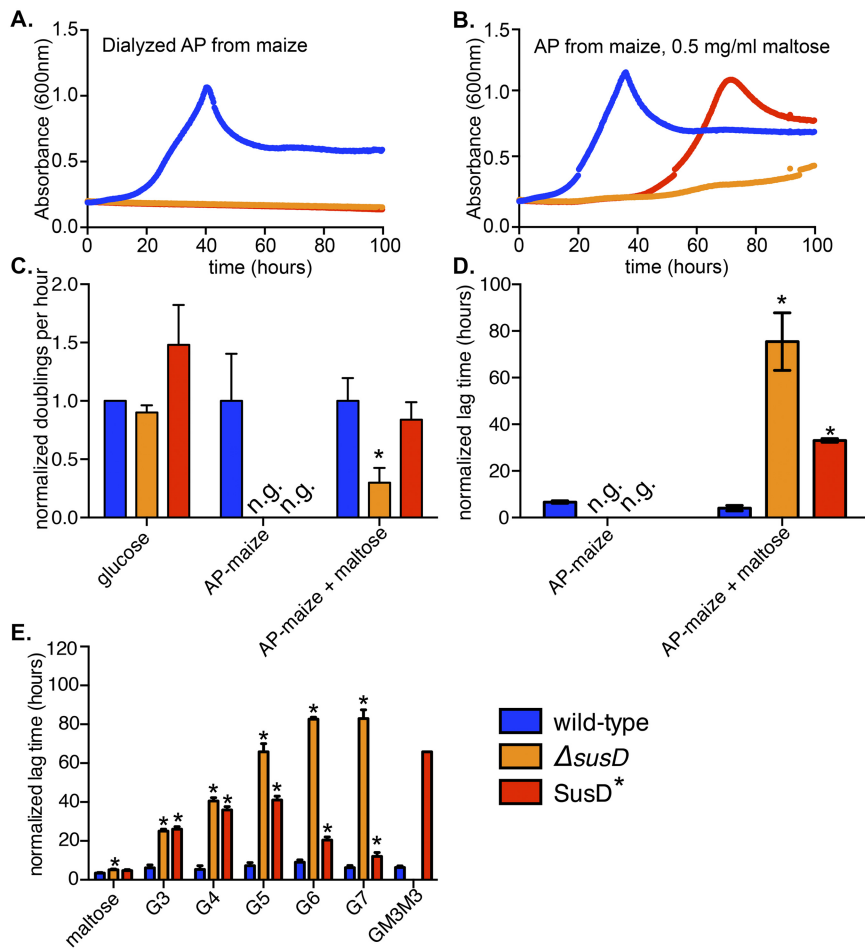 A.
Dialyzed AP from maize
Absorbance (600nm)
1.5
1.0
0.5
0.0
0 20 40 60 80 100
time (hours)
B.
AP from maize, 0.5 mg/ml maltose
Absorbance (600nm)
1.5
1.0
0.5
0.0
0 20 40 60 80 100
time (hours)
C.
normalized doublings per hour
2.0
1.5
1.0
0.5
0.0
n.g. n.g.
*
glucose
AP-maize
AP-maize + maltose
D.
normalized lag time (hours)
100
80
60
40
20
0
n.g. n.g.
* *
AP-maize
AP-maize + maltose
E.
normalized lag time (hours)
120
100
80
60
40
20
0
* * * * * * * * * * *
maltose
G3
G4
G5
G6
G7
GM3M3
wild-type
ΔsusD
SusD*